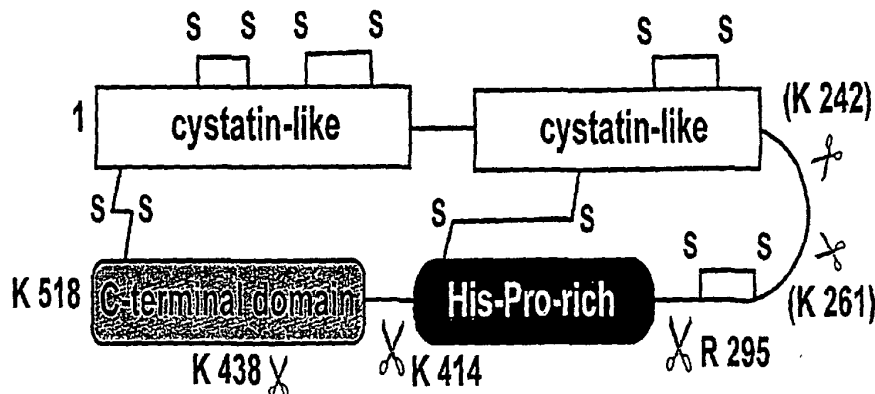 S S S S S
1 cystatin-like cystatin-like (K 242)
S S S S
S S
K 518 C-terminal domain His-Pro-rich (K 261)
K 438 K 414 R 295